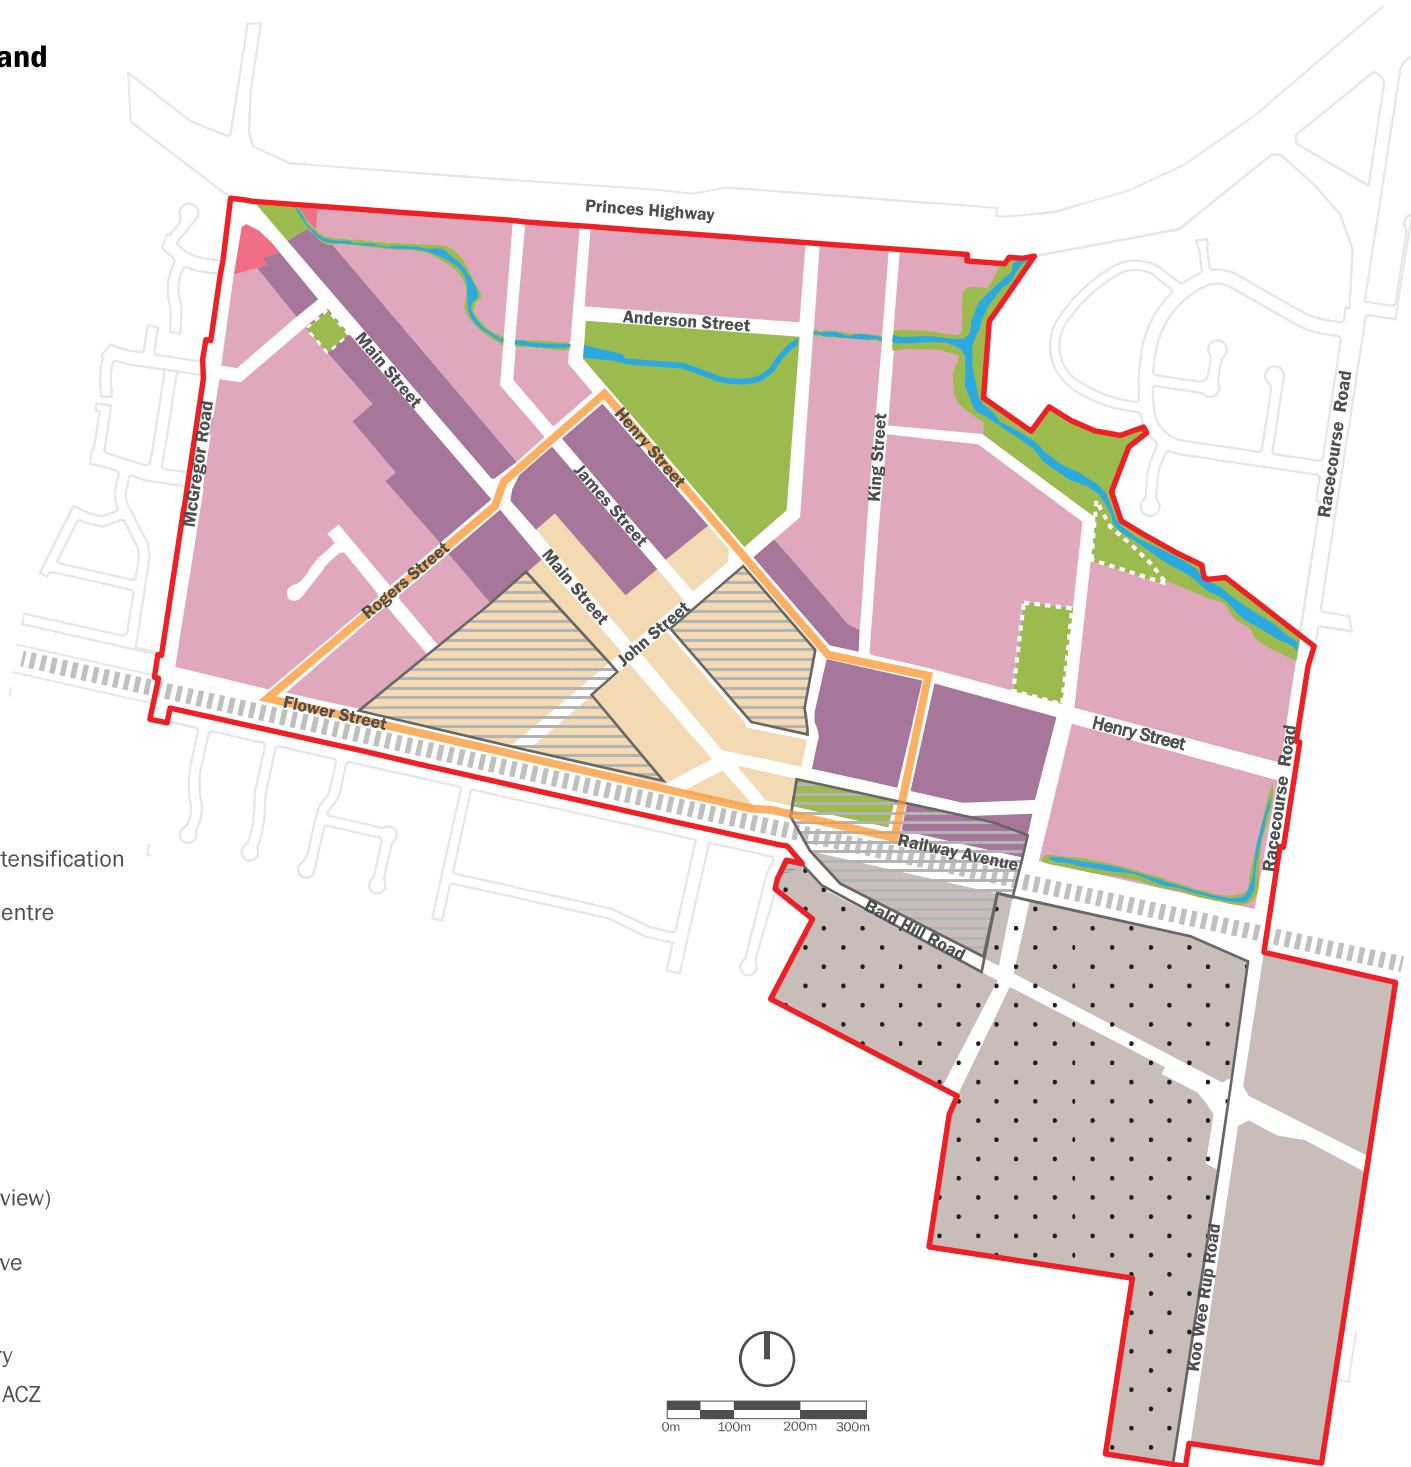 and
Princes Highway
Anderson Street
Main Street
Henry Street
McGregor Road
King Street
Racecourse Road
James Street
Rogers Street
Main Street
John Street
Flower Street
Henry Street
Racecourse Road
Railway Avenue
tensification
entre
Bald Hill Road
view)
ve
Koo Wee Rup Road
ry
ACZ
0m 100m 200m 300m